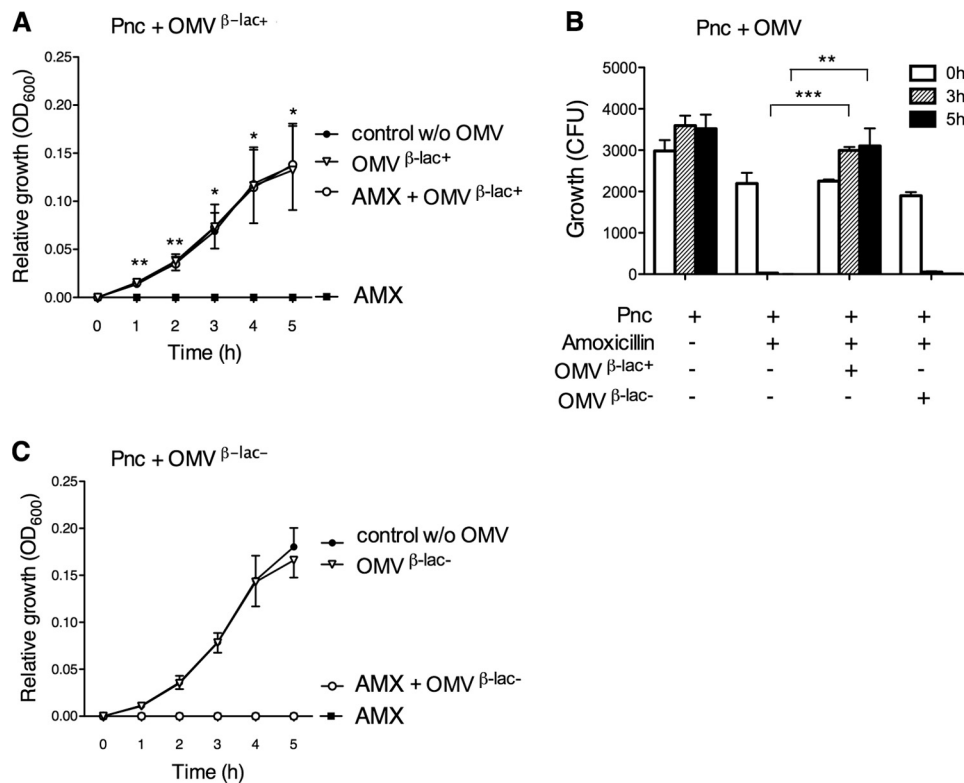 A
Pnc + OMV β-lac+
Relative growth (OD600)
0.25
0.20
0.15
0.10
0.05
0.00
** ** * * *
control w/o OMV
OMV β-lac+
AMX + OMV β-lac+
AMX
0 1 2 3 4 5
Time (h)
B
Pnc + OMV
Growth (CFU)
5000
4000
3000
2000
1000
0
**
***
0h
3h
5h
Pnc + + + +
Amoxicillin - + + +
OMV β-lac+ - - + -
OMV β-lac- - - - +
C
Pnc + OMV β-lac-
Relative growth (OD600)
0.25
0.20
0.15
0.10
0.05
0.00
control w/o OMV
OMV β-lac-
AMX + OMV β-lac-
AMX
0 1 2 3 4 5
Time (h)